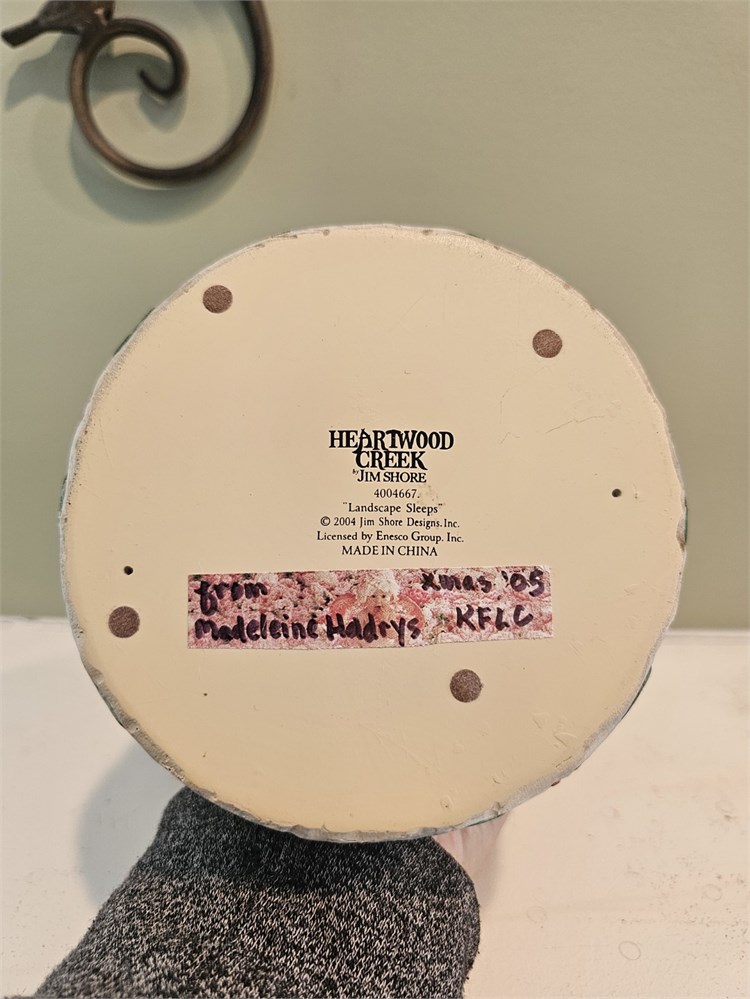 HEARTWOOD
CREEK
by JIM SHORE
4004667.
"Landscape Sleeps"
© 2004 Jim Shore Designs. Inc.
Licensed by Enesco Group. Inc.
MADE IN CHINA
from Xmas '05
Madeleine Hadrys KFLC